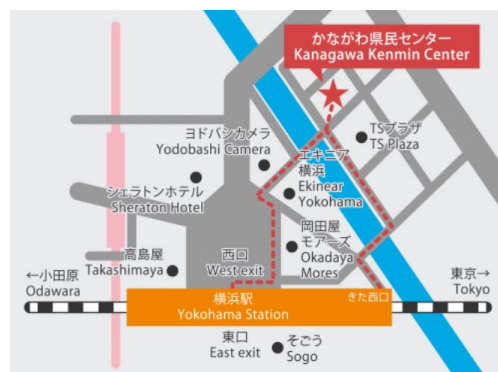 かながわ県民センター
Kanagawa Kenmin Center
ヨドバシカメラ
Yodobashi Camera
TSプラザ
TS Plaza
エキニア
横浜
Ekinear
Yokohama
シェラトンホテル
Sheraton Hotel
岡田屋
モアーズ
Okadaya
Mores
高島屋
Takashimaya
西口
West exit
←小田原
Odawara
東京→
Tokyo
横浜駅
Yokohama Station
きた西口
東口
East exit
そごう
Sogo